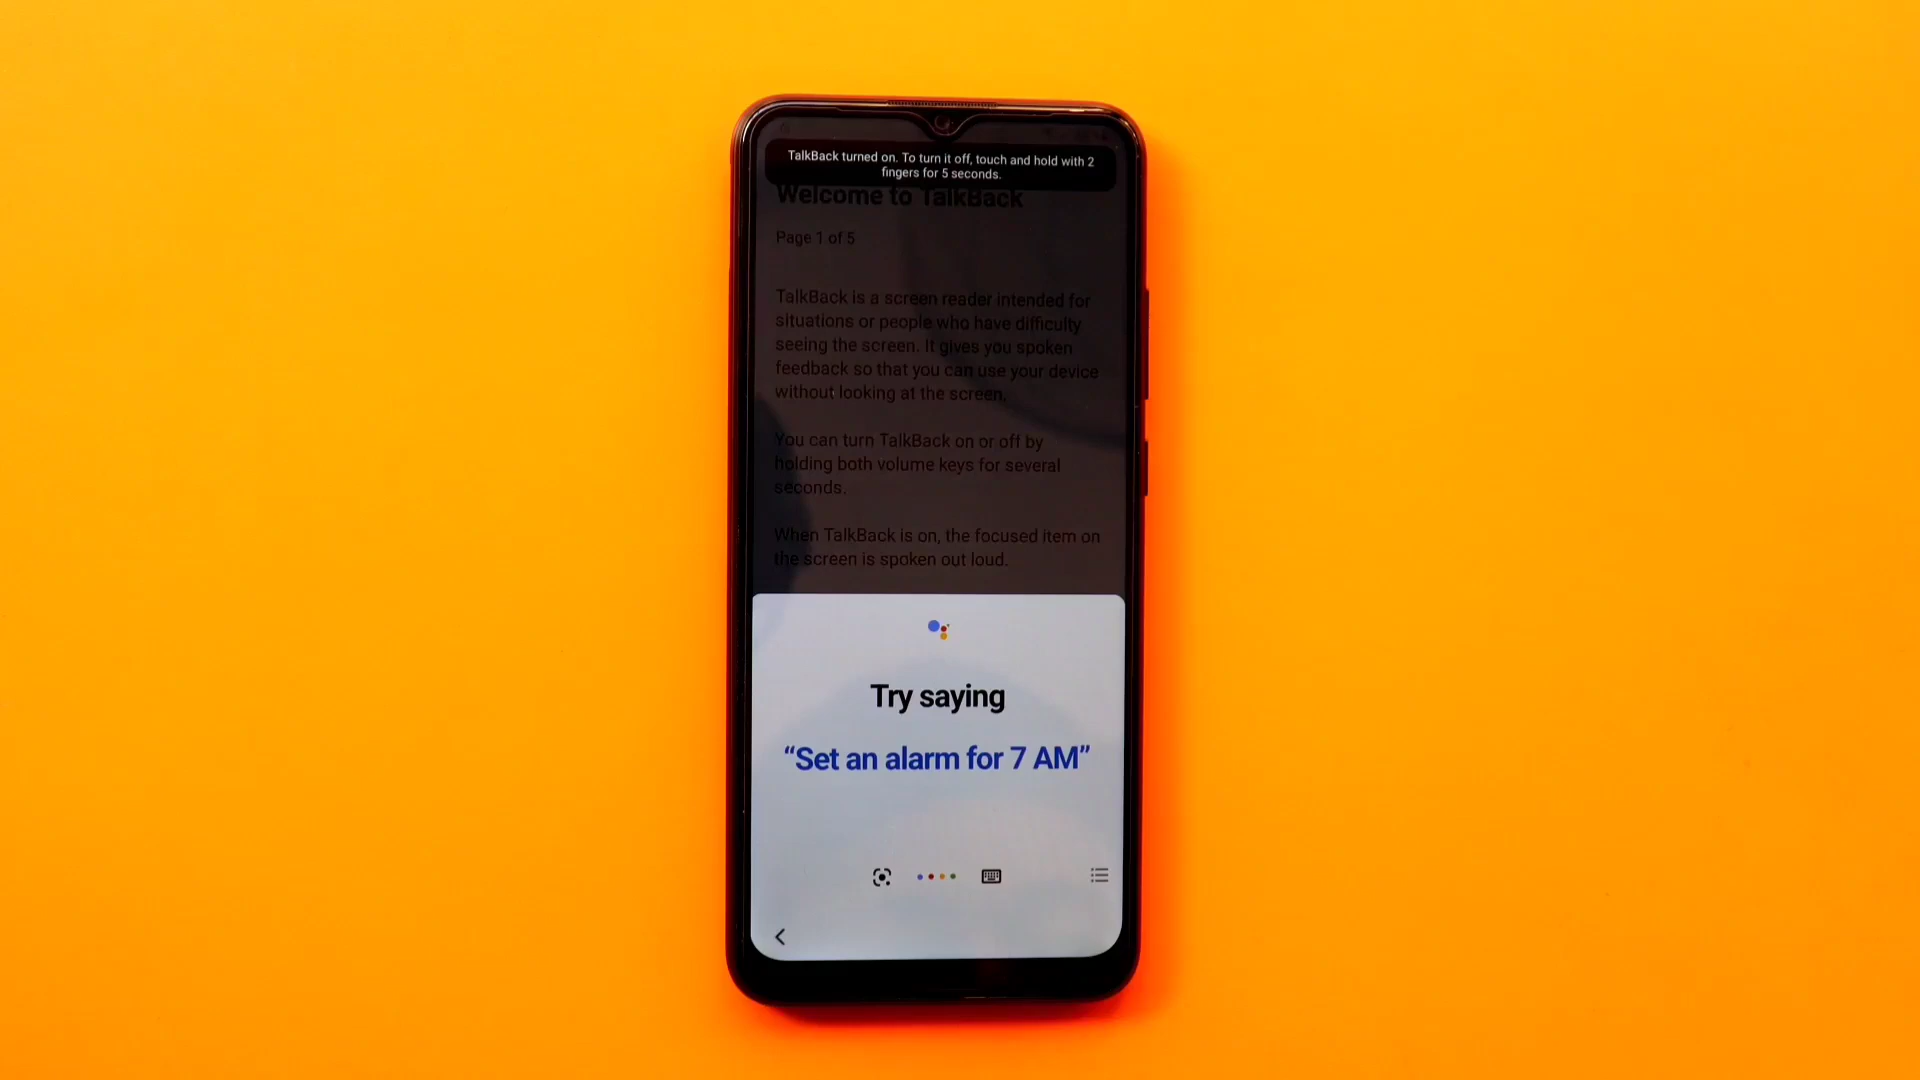 TalkBack turned on. To turn it off, touch and hold with 2
fingers for 5 seconds.
Welcome to TalkBack
Page 1 of 5
TalkBack is a screen reader intended for
situations or people who have difficulty
seeing the screen. It gives you spoken
feedback so that you can use your device
without looking at the screen.
You can turn TalkBack on or off by
holding both volume keys for several
seconds.
When TalkBack is on, the focused item on
the screen is spoken out loud.
Try saying
“Set an alarm for 7 AM”